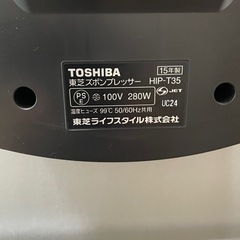 TOSHIBA 15年製
東芝ズボンプレッサー HIP-T35
PS E 100V 280W JET
温度ヒューズ 99℃ 50/60Hz共用 UC24
東芝ライフスタイル株式会社